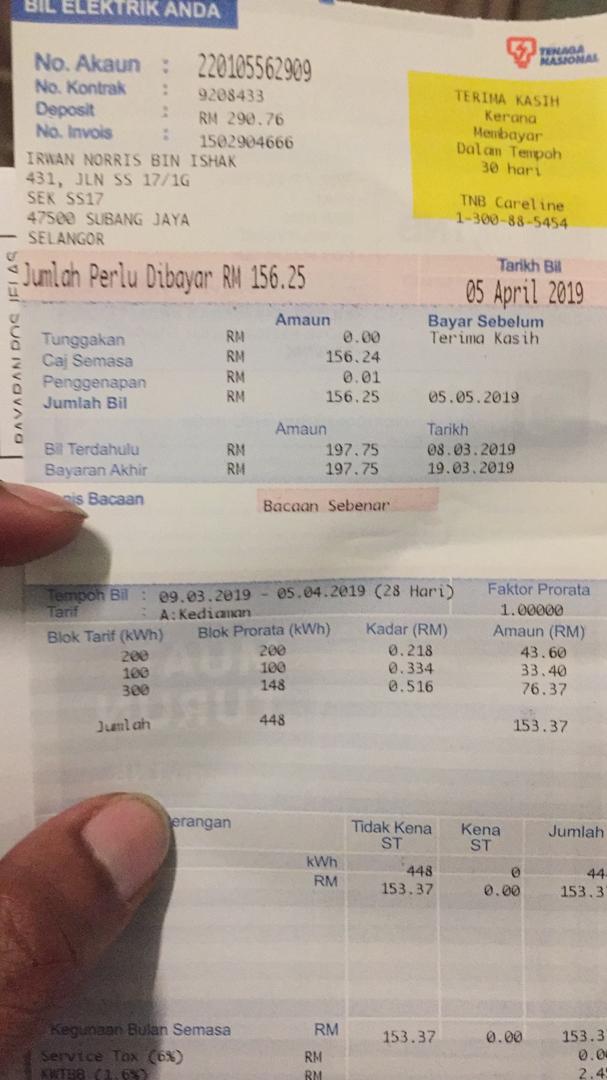 BIL ELEKTRIK ANDA
TENAGA
NASIONAL
No. Akaun : 220105562909
No. Kontrak : 9208433
Deposit : RM 290.76
No. Invois : 1502904666
IRWAN NORRIS BIN ISHAK
431, JLN SS 17/1G
SEK SS17
47500 SUBANG JAYA
SELANGOR
TERIMA KASIH
Kerana
Membayar
Dalam Tempoh
30 hari
TNB Careline
1-300-88-5454
Jumlah Perlu Dibayar RM 156.25
Tarikh Bil
05 April 2019
Amaun Bayar Sebelum
Tunggakan RM 0.00 Terima Kasih
Caj Semasa RM 156.24
Penggenapan RM 0.01
Jumlah Bil RM 156.25 05.05.2019
Amaun Tarikh
Bil Terdahulu RM 197.75 08.03.2019
Bayaran Akhir RM 197.75 19.03.2019
nis Bacaan Bacaan Sebenar
Tempoh Bil : 09.03.2019 - 05.04.2019 (28 Hari) Faktor Prorata
Tarif : A:Kediaman 1.00000
Blok Tarif (kWh) Blok Prorata (kWh) Kadar (RM) Amaun (RM)
200 200 0.218 43.60
100 100 0.334 33.40
300 148 0.516 76.37
Jumlah 448 153.37
erangan Tidak Kena ST Kena ST Jumlah
kWh 448 0 44
RM 153.37 0.00 153.3
Kegunaan Bulan Semasa RM 153.37 0.00 153.3
Service Tax (6%) RM 0.0
KWTBB (1.6%) RM 2.4